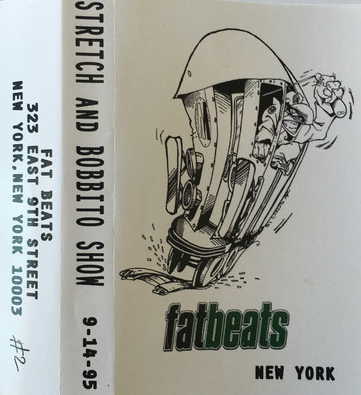 FAT BEATS
323 EAST 9TH STREET
NEW YORK, NEW YORK 10003
#2
STRETCH AND BOBBITO SHOW 9-14-95
fatbeats
NEW YORK